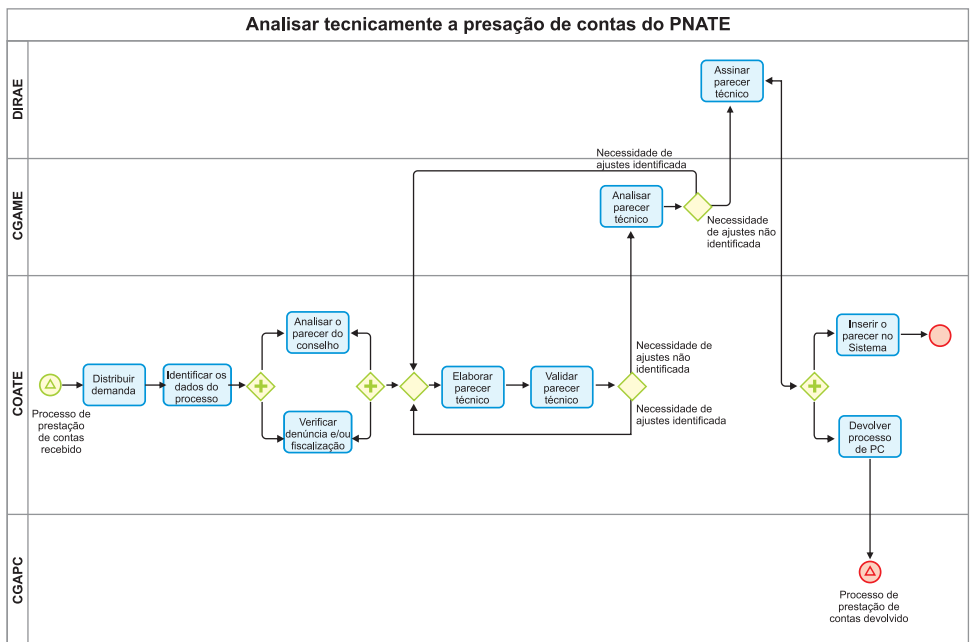 Analisar tecnicamente a presação de contas do PNATE
DIRAE
Assinar
parecer
técnico
CGAME
Necessidade de
ajustes identificada
Analisar
parecer
técnico
Necessidade
de ajustes não
identificada
COATE
Processo de
prestação
de contas
recebido
Distribuir
demanda
Identificar os
dados do
processo
Analisar o
parecer do
conselho
Verificar
denúncia e/ou
fiscalização
Elaborar
parecer
técnico
Validar
parecer
técnico
Necessidade de
ajustes não
identificada
Necessidade de
ajustes identificada
Inserir o
parecer no
Sistema
Devolver
processo
de PC
CGAPC
Processo de
prestação de
contas devolvido